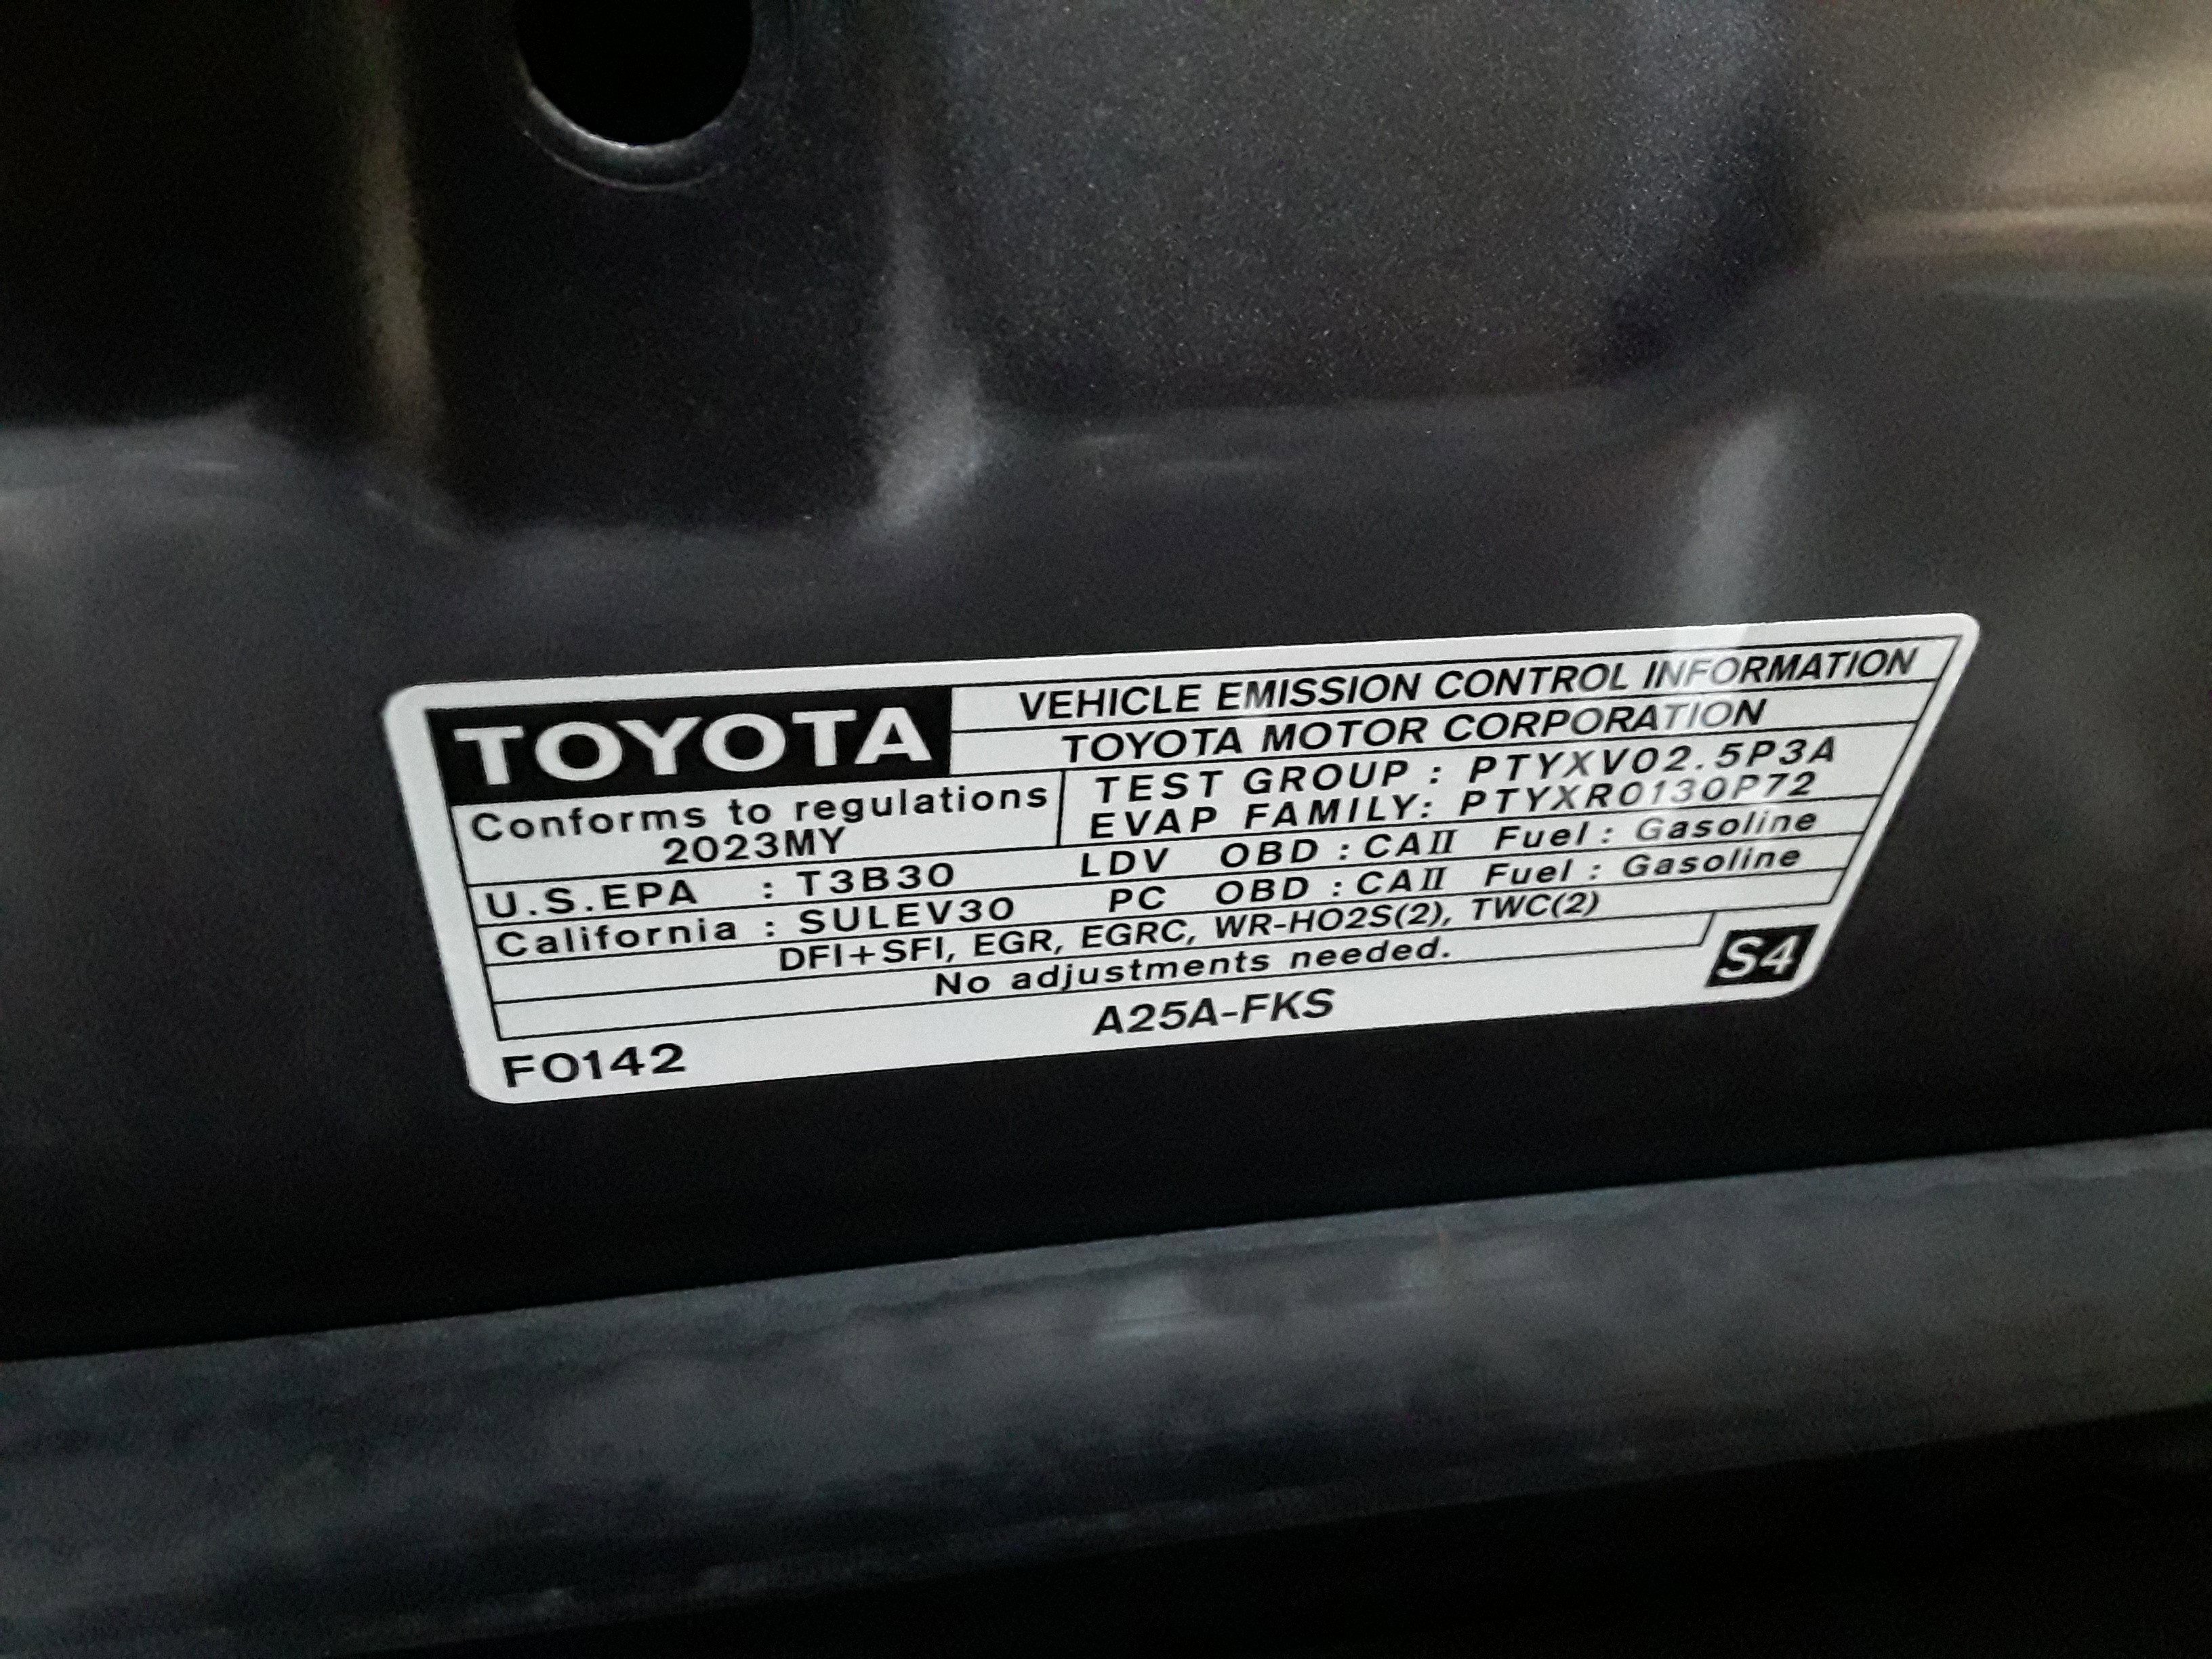 TOYOTA
VEHICLE EMISSION CONTROL INFORMATION
TOYOTA MOTOR CORPORATION
Conforms to regulations
2023MY
TEST GROUP : PTYXV02.5P3A
EVAP FAMILY: PTYXR0130P72
U.S.EPA : T3B30 LDV OBD : CAII Fuel : Gasoline
California : SULEV30 PC OBD : CAII Fuel : Gasoline
DFI+SFI, EGR, EGRC, WR-HO2S(2), TWC(2)
No adjustments needed.
S4
A25A-FKS
F0142